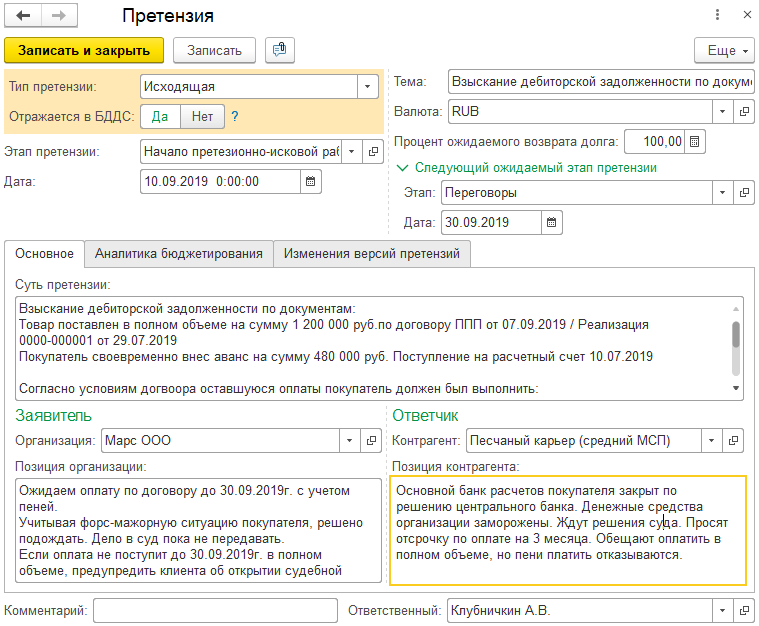 Претензия
Записать и закрыть
Записать
Еще
Тип претензии: Исходящая
Отражается в БДДС: Да Нет ?
Этап претензии: Начало претезионно-исковой раб
Дата: 10.09.2019 0:00:00
Тема: Взыскание дебиторской задолженности по докум
Валюта: RUB
Процент ожидаемого возврата долга: 100,00
Следующий ожидаемый этап претензии
Этап: Переговоры
Дата: 30.09.2019
Основное
Аналитика бюджетирования
Изменения версий претензий
Суть претензии:
Взыскание дебиторской задолженности по документам:
Товар поставлен в полном объеме на сумму 1 200 000 руб.по договору ППП от 07.09.2019 / Реализация
0000-000001 от 29.07.2019
Покупатель своевременно внес аванс на сумму 480 000 руб. Поступление на расчетный счет 10.07.2019
Согласно условиям догвоора оставшуюся оплаты покупатель должен был выполнить:
Заявитель
Организация: Марс ООО
Позиция организации:
Ожидаем оплату по договору до 30.09.2019г. с учетом
пеней.
Учитывая форс-мажорную ситуацию покупателя, решено
подождать. Дело в суд пока не передавать.
Если оплата не поступит до 30.09.2019г. в полном
объеме, предупредить клиента об открытии судебной
Ответчик
Контрагент: Песчаный карьер (средний МСП)
Позиция контрагента:
Основной банк расчетов покупателя закрыт по
решению центрального банка. Денежные средства
организации заморожены. Ждут решения суда. Просят
отсрочку по оплате на 3 месяца. Обещают оплатить в
полном объеме, но пени платить отказываются.
Комментарий:
Ответственный: Клубничкин А.В.